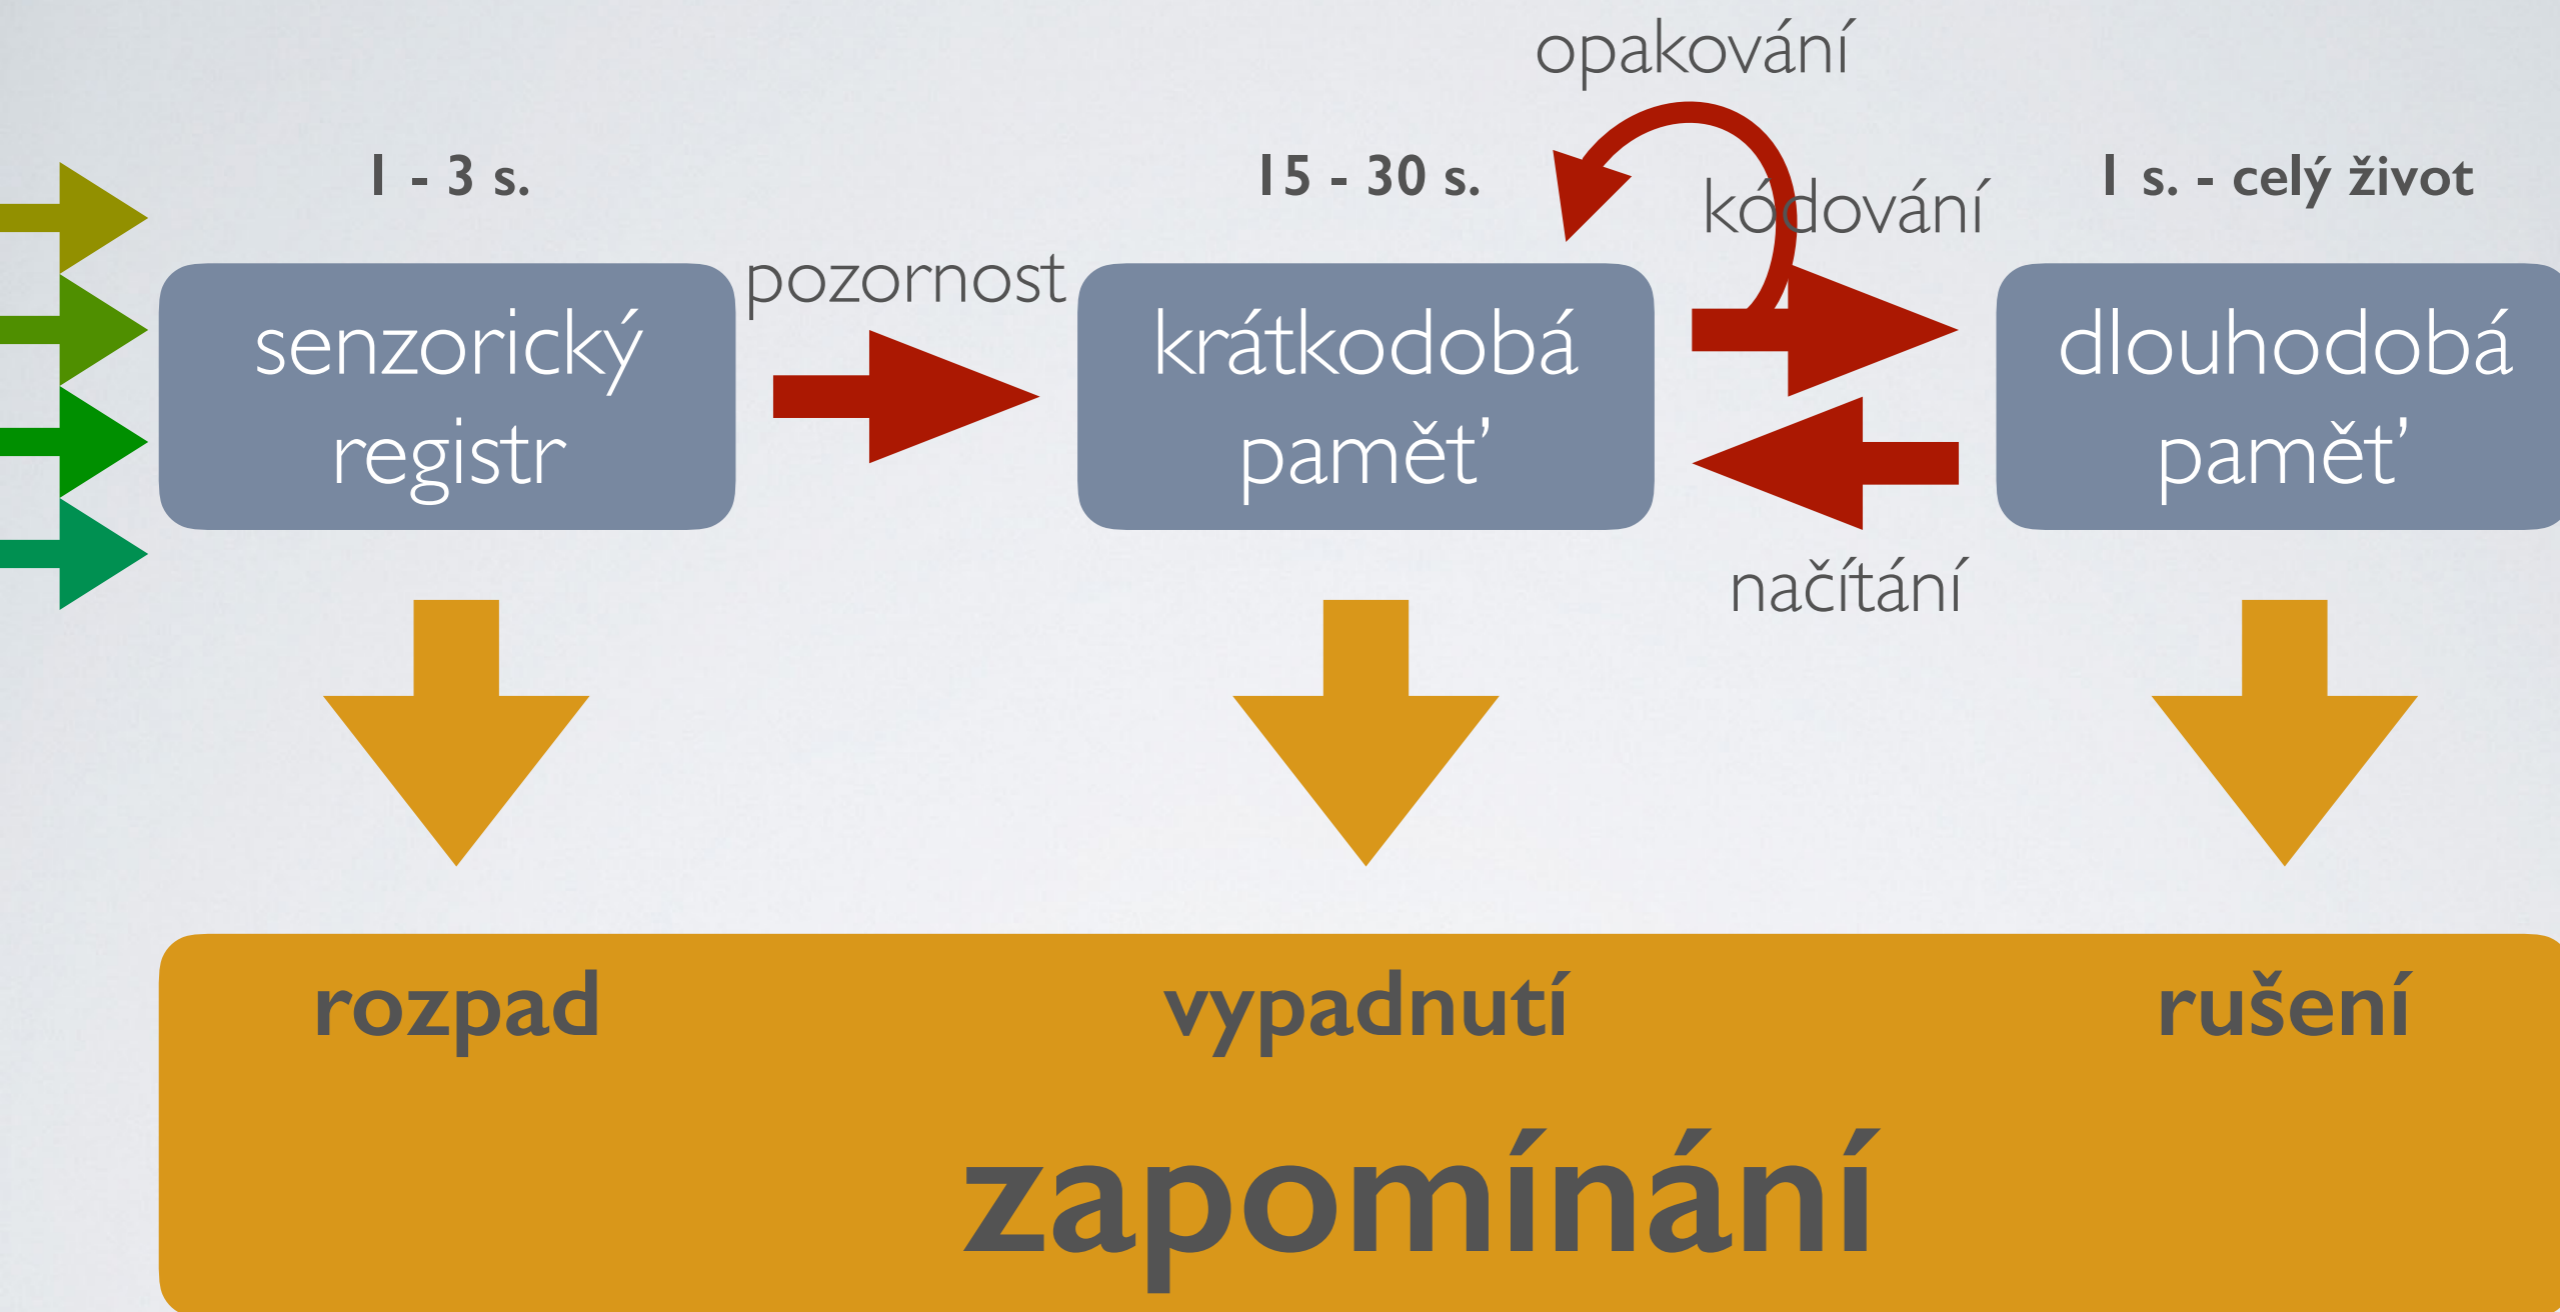 opakování
1 - 3 s.
15 - 30 s.
kódování
1 s. - celý život
pozornost
senzorický
registr
krátkodobá
paměť
dlouhodobá
paměť
načítání
rozpad
vypadnutí
rušení
zapomínání